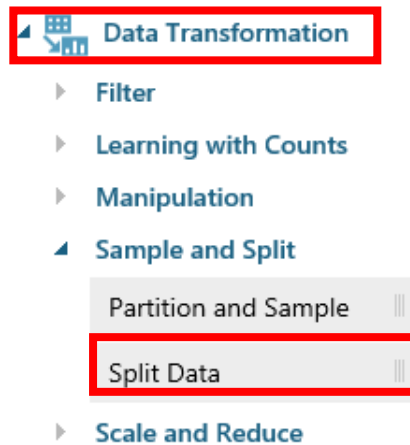 Data Transformation
Filter
Learning with Counts
Manipulation
Sample and Split
Partition and Sample
Split Data
Scale and Reduce